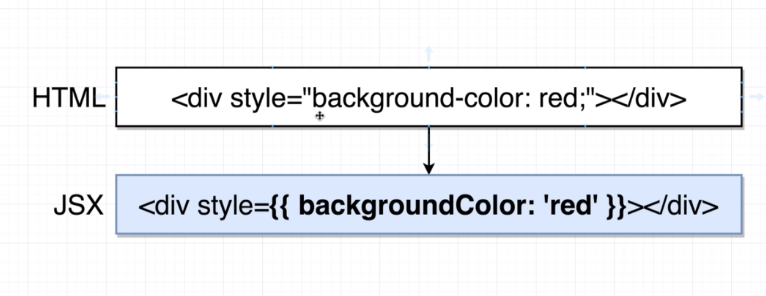 HTML <div style="background-color: red;"></div>
JSX <div style={{ backgroundColor: 'red' }}></div>